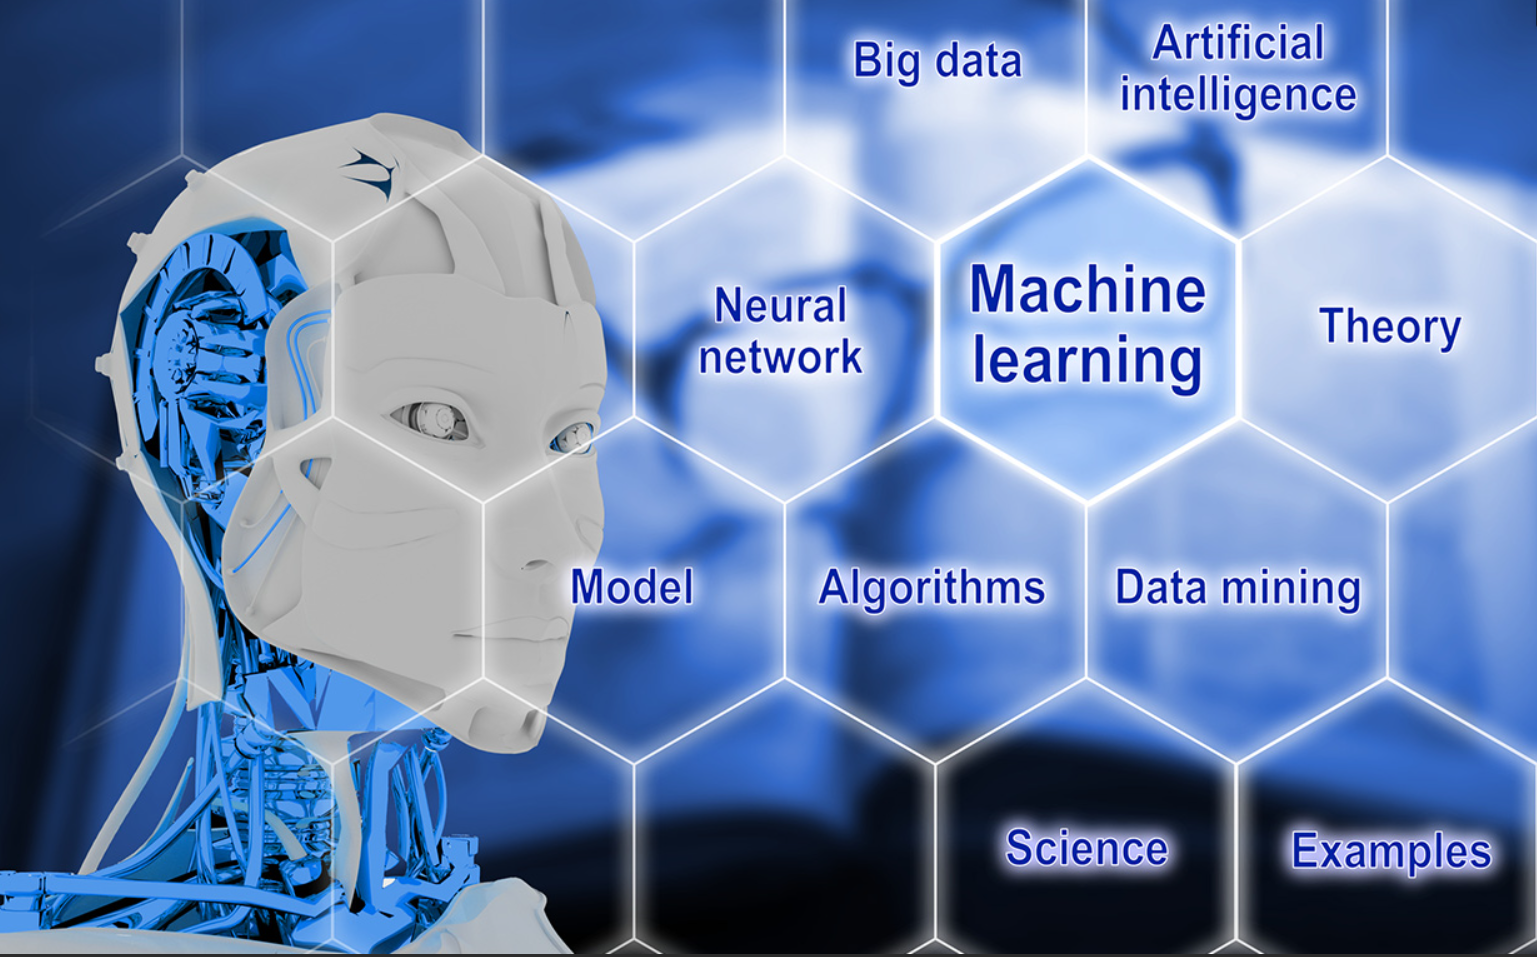 Big data
Artificial
intelligence
Neural
network
Machine
learning
Theory
Model
Algorithms
Data mining
Science
Examples